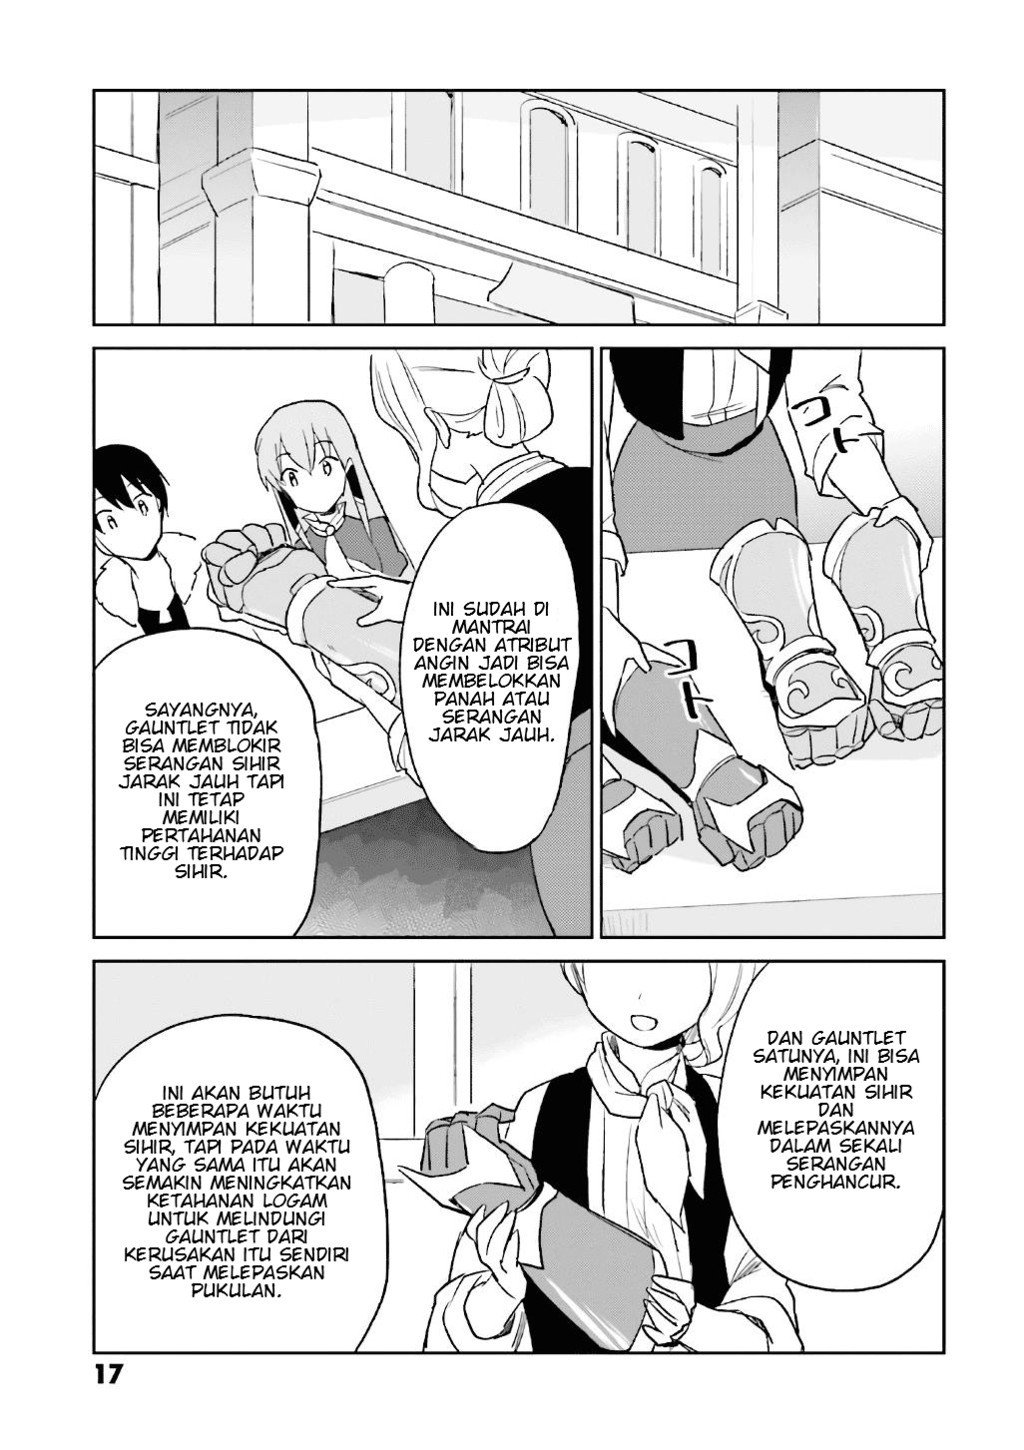 コトッ
コトッ
INI SUDAH DI
MANTRAI
DENGAN ATRIBUT
ANGIN JADI BISA
MEMBELOKKAN
PANAH ATAU
SERANGAN
JARAK JAUH.
SAYANGNYA,
GAUNTLET TIDAK
BISA MEMBLOKIR
SERANGAN SIHIR
JARAK JAUH TAPI
INI TETAP
MEMILIKI
PERTAHANAN
TINGGI TERHADAP
SIHIR.
DAN GAUNTLET
SATUNYA, INI BISA
MENYIMPAN
KEKUATAN SIHIR
DAN
MELEPASKANNYA
DALAM SEKALI
SERANGAN
PENGHANCUR.
INI AKAN BUTUH
BEBERAPA WAKTU
MENYIMPAN KEKUATAN
SIHIR, TAPI PADA WAKTU
YANG SAMA ITU AKAN
SEMAKIN MENINGKATKAN
KETAHANAN LOGAM
UNTUK MELINDUNGI
GAUNTLET DARI
KERUSAKAN ITU SENDIRI
SAAT MELEPASKAN
PUKULAN.
17